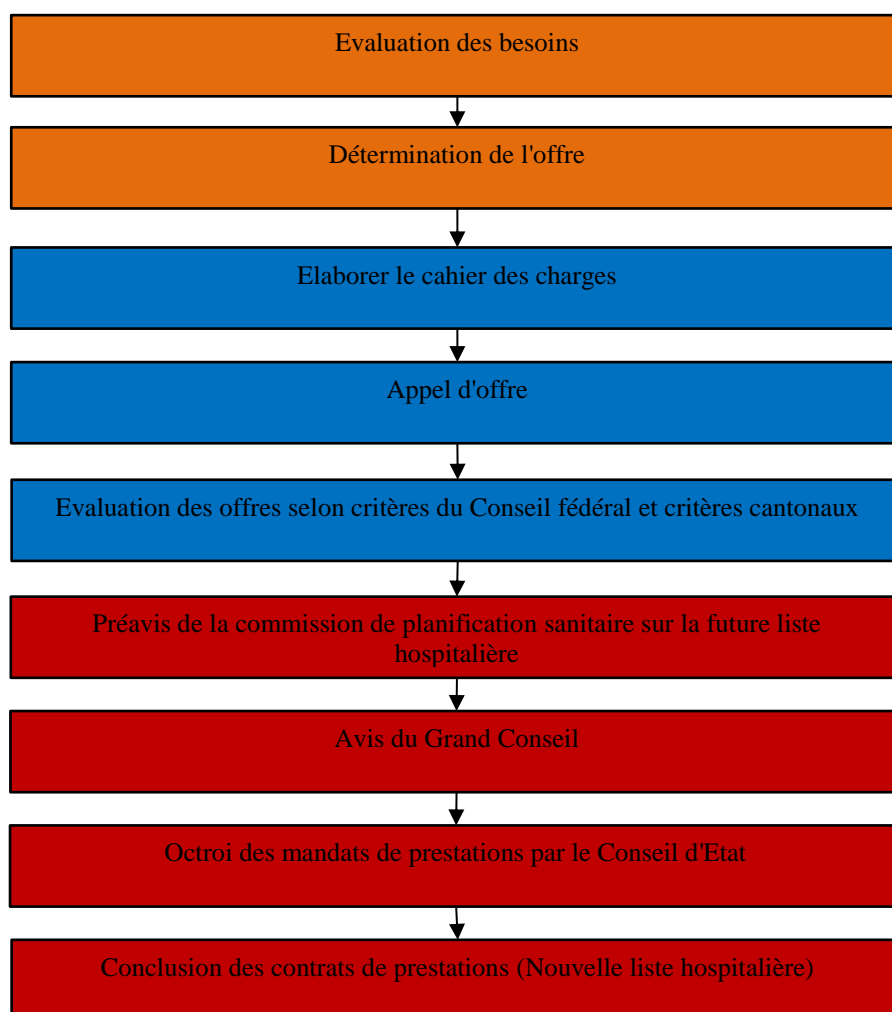 Evaluation des besoins
Détermination de l'offre
Elaborer le cahier des charges
Appel d'offre
Evaluation des offres selon critères du Conseil fédéral et critères cantonaux
Préavis de la commission de planification sanitaire sur la future liste
hospitalière
Avis du Grand Conseil
Octroi des mandats de prestations par le Conseil d'Etat
Conclusion des contrats de prestations (Nouvelle liste hospitalière)